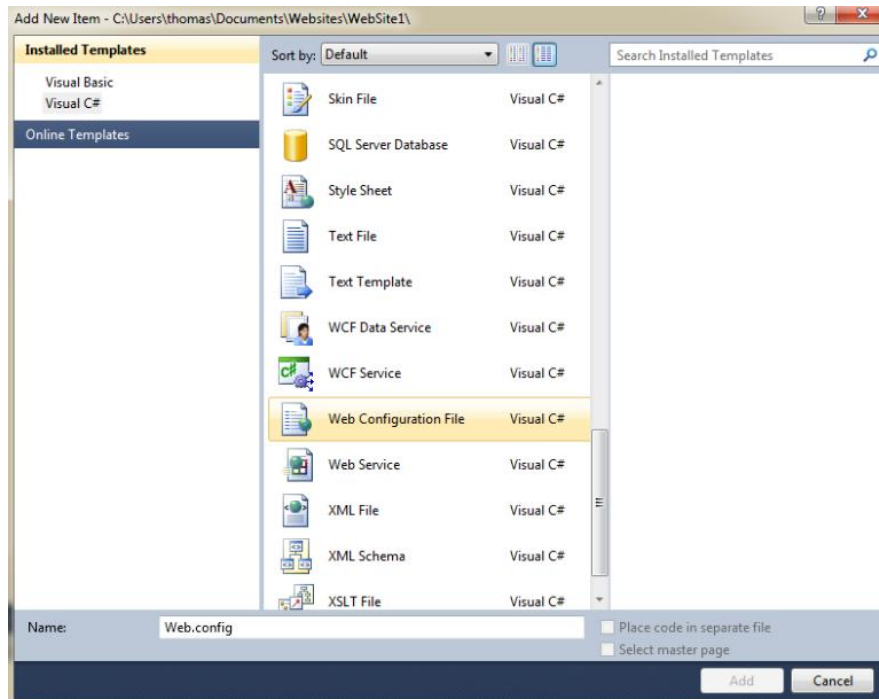 Add New Item - C:\Users\thomas\Documents\Websites\WebSite1\
Installed Templates
Visual Basic
Visual C#
Online Templates
Sort by: Default
Search Installed Templates
Skin File Visual C#
SQL Server Database Visual C#
Style Sheet Visual C#
Text File Visual C#
Text Template Visual C#
WCF Data Service Visual C#
WCF Service Visual C#
Web Configuration File Visual C#
Web Service Visual C#
XML File Visual C#
XML Schema Visual C#
XSLT File Visual C#
Name: Web.config
Place code in separate file
Select master page
Add Cancel